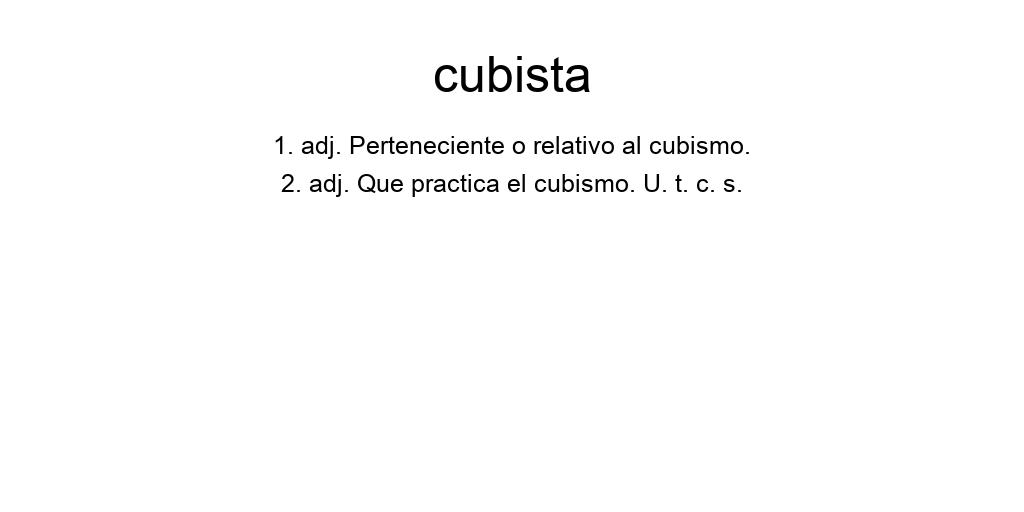 cubista
1. adj. Perteneciente o relativo al cubismo.
2. adj. Que practica el cubismo. U. t. c. s.